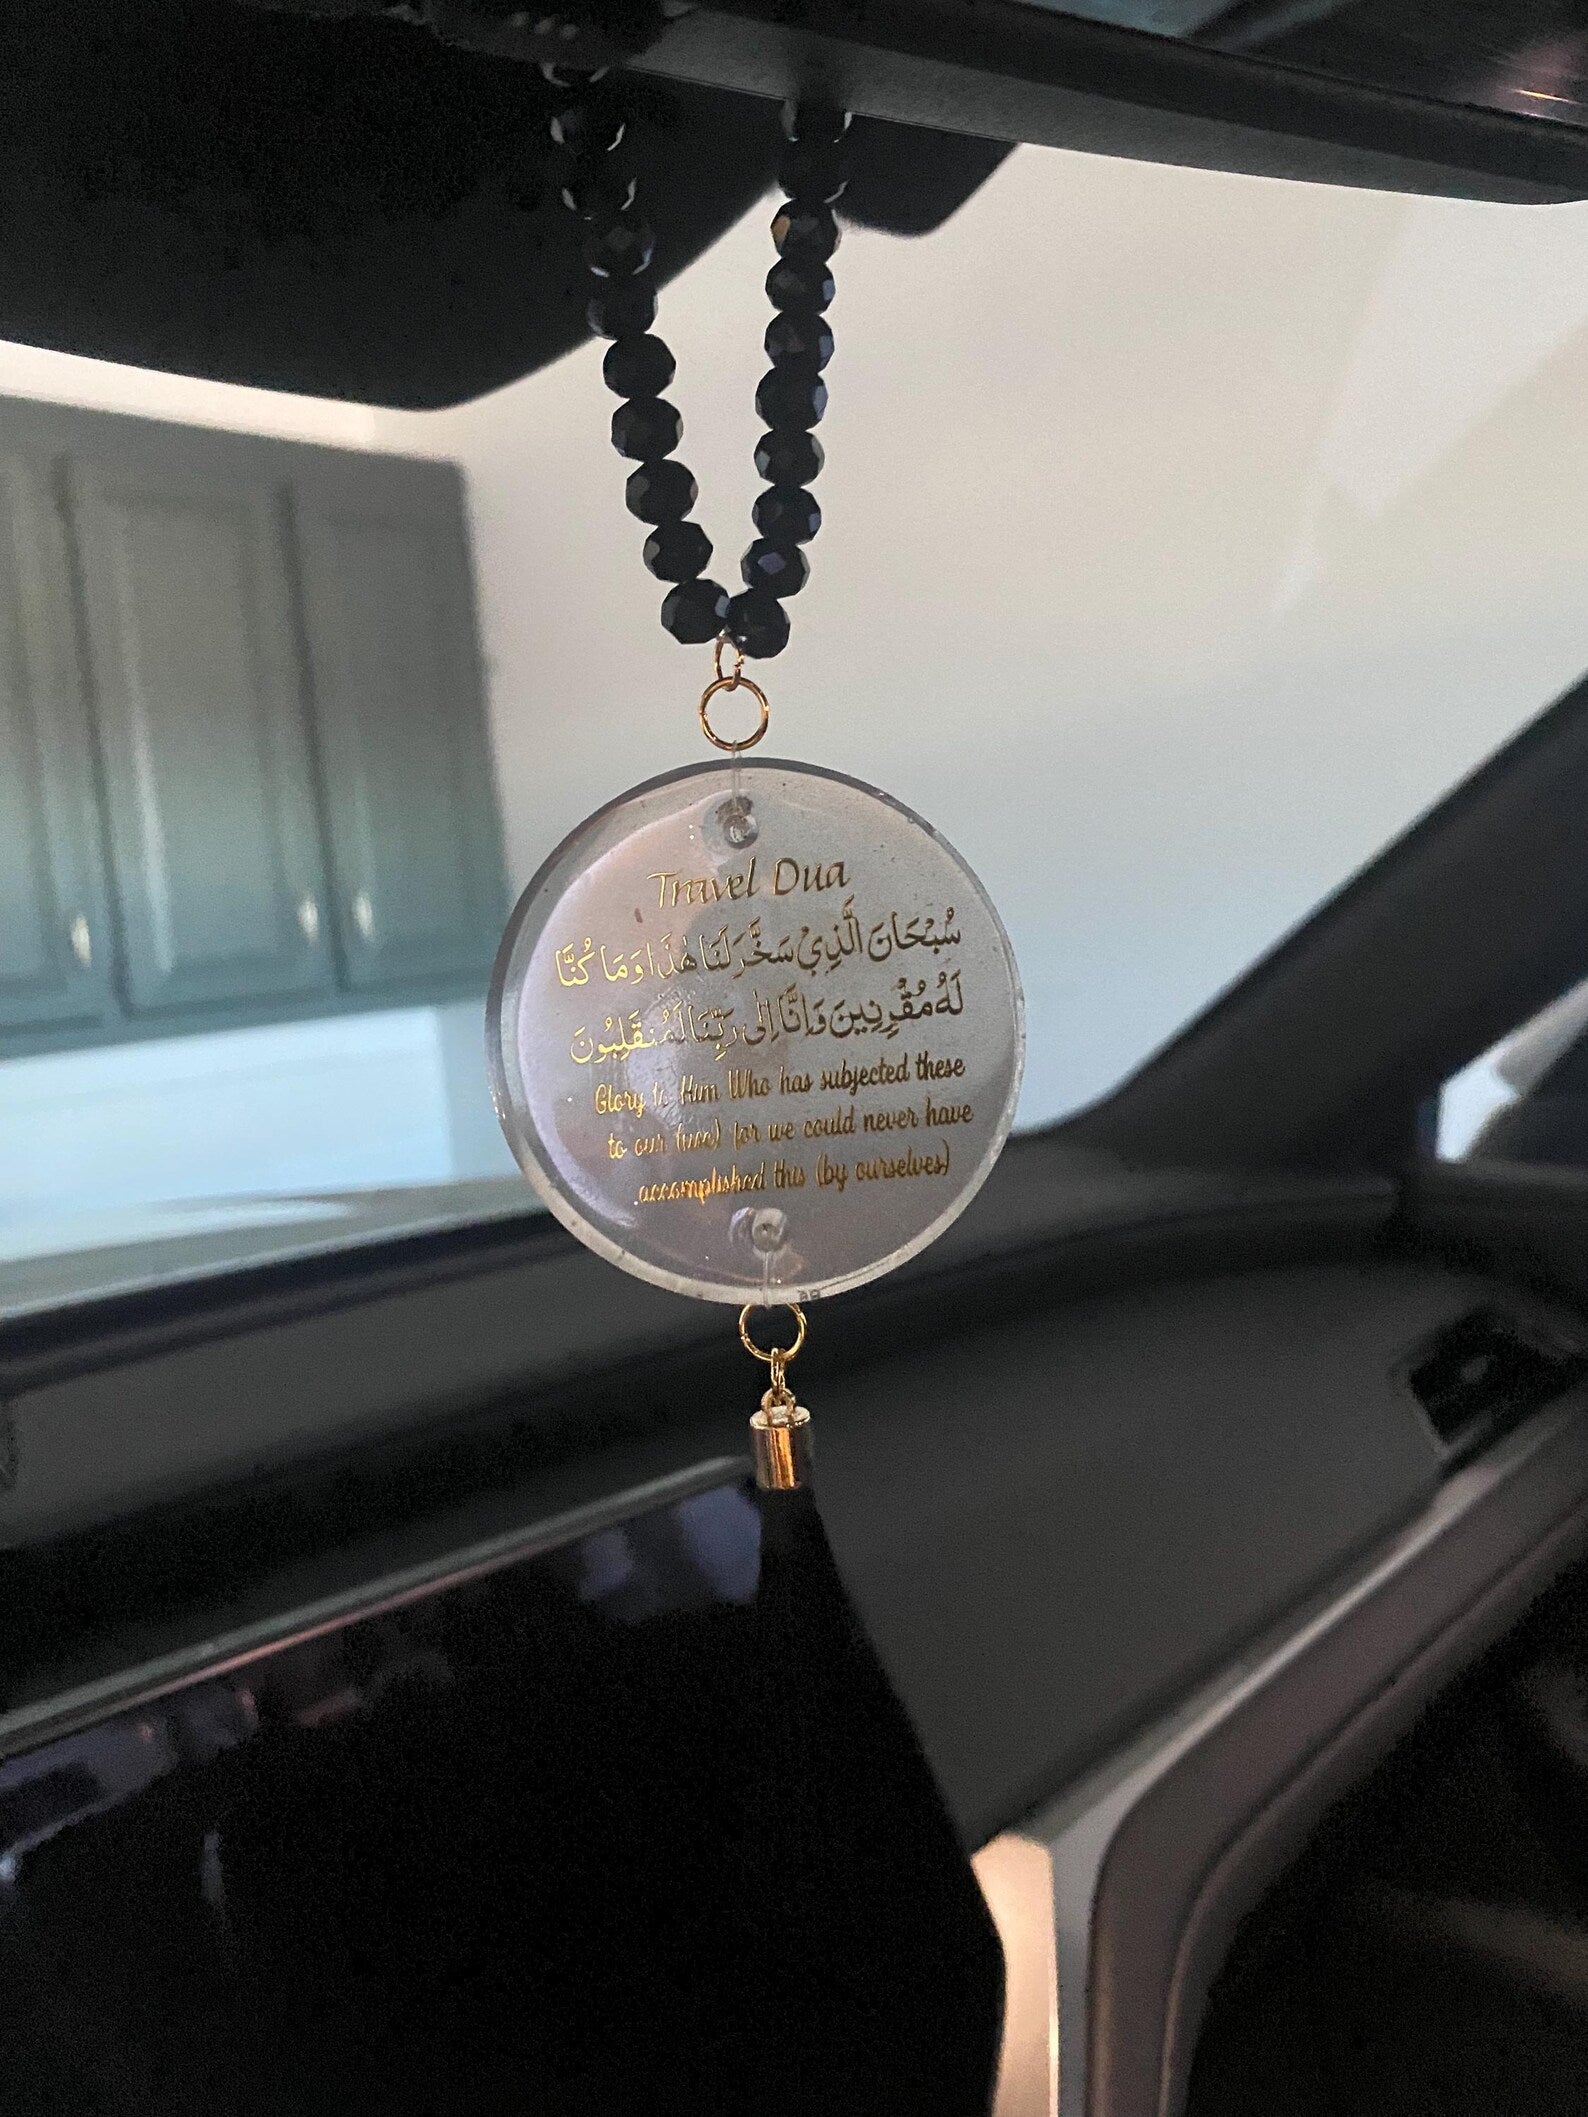 Travel Dua
سُبْحَانَ الَّذِيْ سَخَّرَ لَنَا هٰذَا وَمَا كُنَّا
لَهُ مُقْرِنِينَ وَاِنَّا اِلٰى رَبِّنَا لَمُنقَلِبُونَ
Glory to Him Who has subjected these
to our (use) for we could never have
.accomplished this (by ourselves)